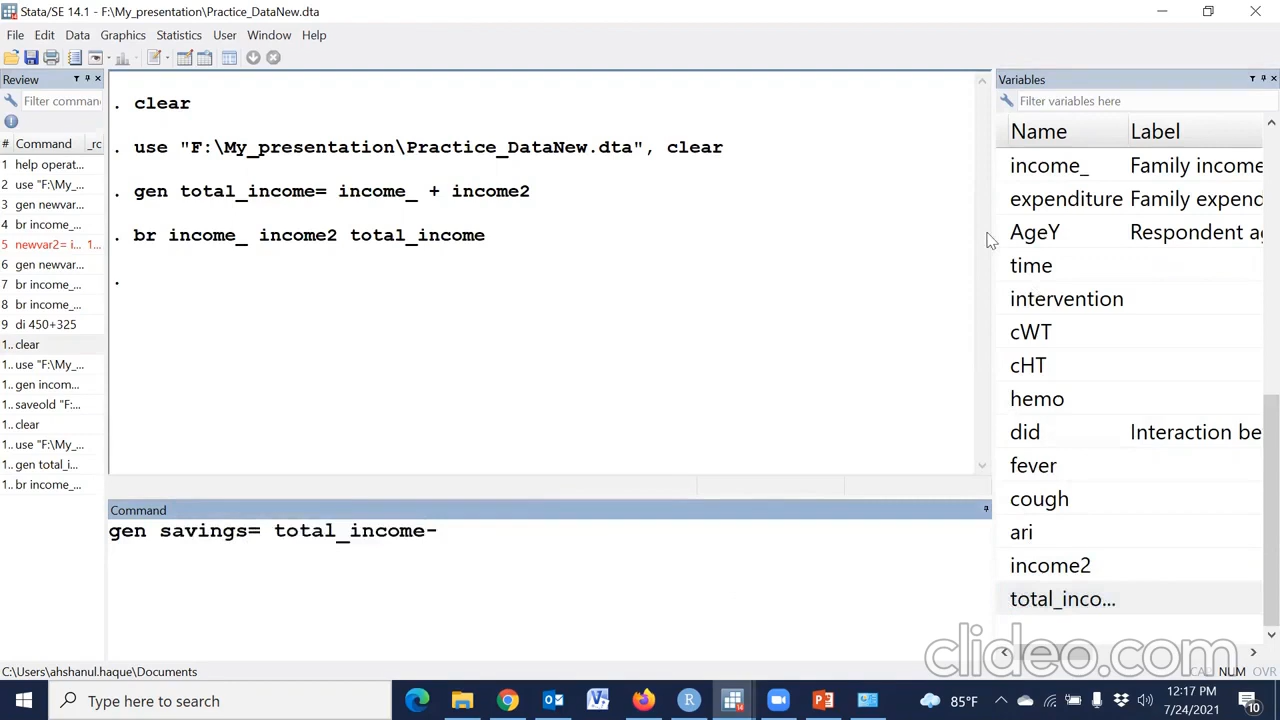 Stata/SE 14.1 - F:\My_presentation\Practice_DataNew.dta
File Edit Data Graphics Statistics User Window Help
Review
Filter comman
# Command _rc
1 help operat...
2 use "F:\My_...
3 gen newvar...
4 br income_...
5 newvar2= i... 1...
6 gen newvar...
7 br income_...
8 br income_...
9 di 450+325
1.. clear
1.. use "F:\My_...
1.. gen incom...
1.. saveold "F:...
1.. clear
1.. use "F:\My_...
1.. gen total_i...
1.. br income_...
. clear
. use "F:\My_presentation\Practice_DataNew.dta", clear
. gen total_income= income_ + income2
. br income_ income2 total_income
.
Command
gen savings= total_income-
Variables
Filter variables here
Name Label
income_ Family income
expenditure Family expend
AgeY Respondent ag
time
intervention
cWT
cHT
hemo
did Interaction be
fever
cough
ari
income2
total_inco...
clideo.com
C:\Users\ahshanul.haque\Documents
CAP NUM OVR
Type here to search
85°F
12:17 PM
7/24/2021
10